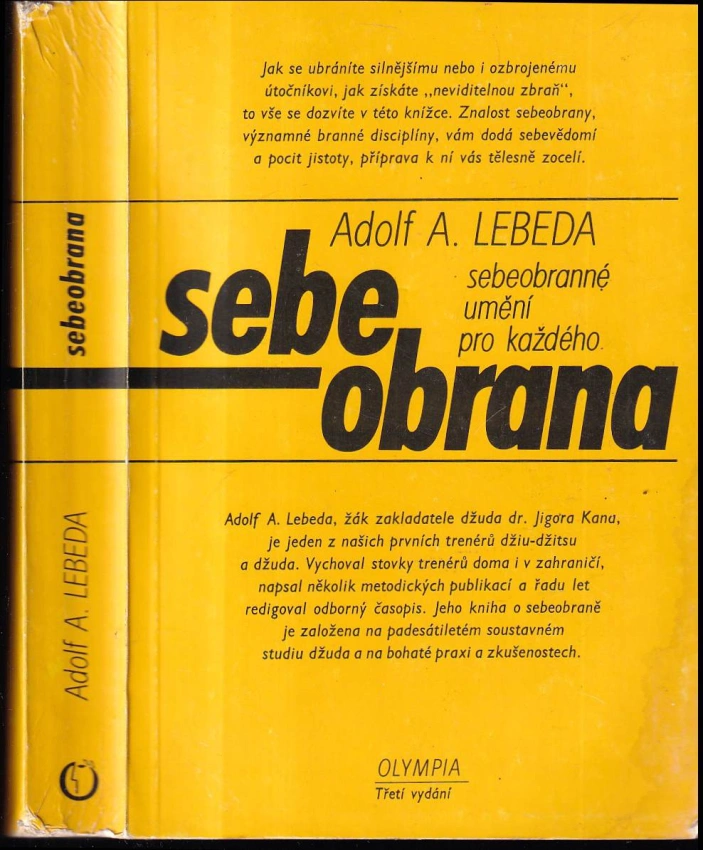 sebeobrana
Adolf A. LEBEDA
Jak se ubráníte silnějšímu nebo i ozbrojenému
útočníkovi, jak získáte „neviditelnou zbraň“,
to vše se dozvíte v této knížce. Znalost sebeobrany,
významné branné disciplíny, vám dodá sebevědomí
a pocit jistoty, příprava k ní vás tělesně zocelí.
Adolf A. LEBEDA
sebe
sebeobranné
umění
pro každého
obrana
Adolf A. Lebeda, žák zakladatele džuda dr. Jigora Kana,
je jeden z našich prvních trenérů džiu-džitsu
a džuda. Vychoval stovky trenérů doma i v zahraničí,
napsal několik metodických publikací a řadu let
redigoval odborný časopis. Jeho kniha o sebeobraně
je založena na padesátiletém soustavném
studiu džuda a na bohaté praxi a zkušenostech.
OLYMPIA
Třetí vydání